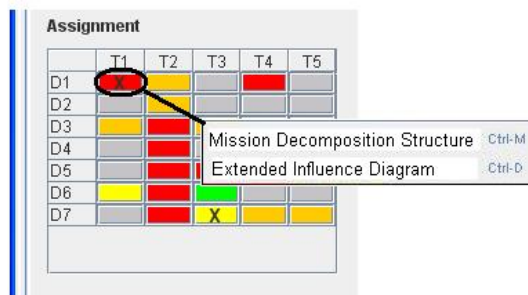 Assignment
T1 T2 T3 T4 T5
D1 X
D2
D3
Mission Decomposition Structure Ctrl-M
D4
D5
Extended Influence Diagram Ctrl-D
D6
D7 X